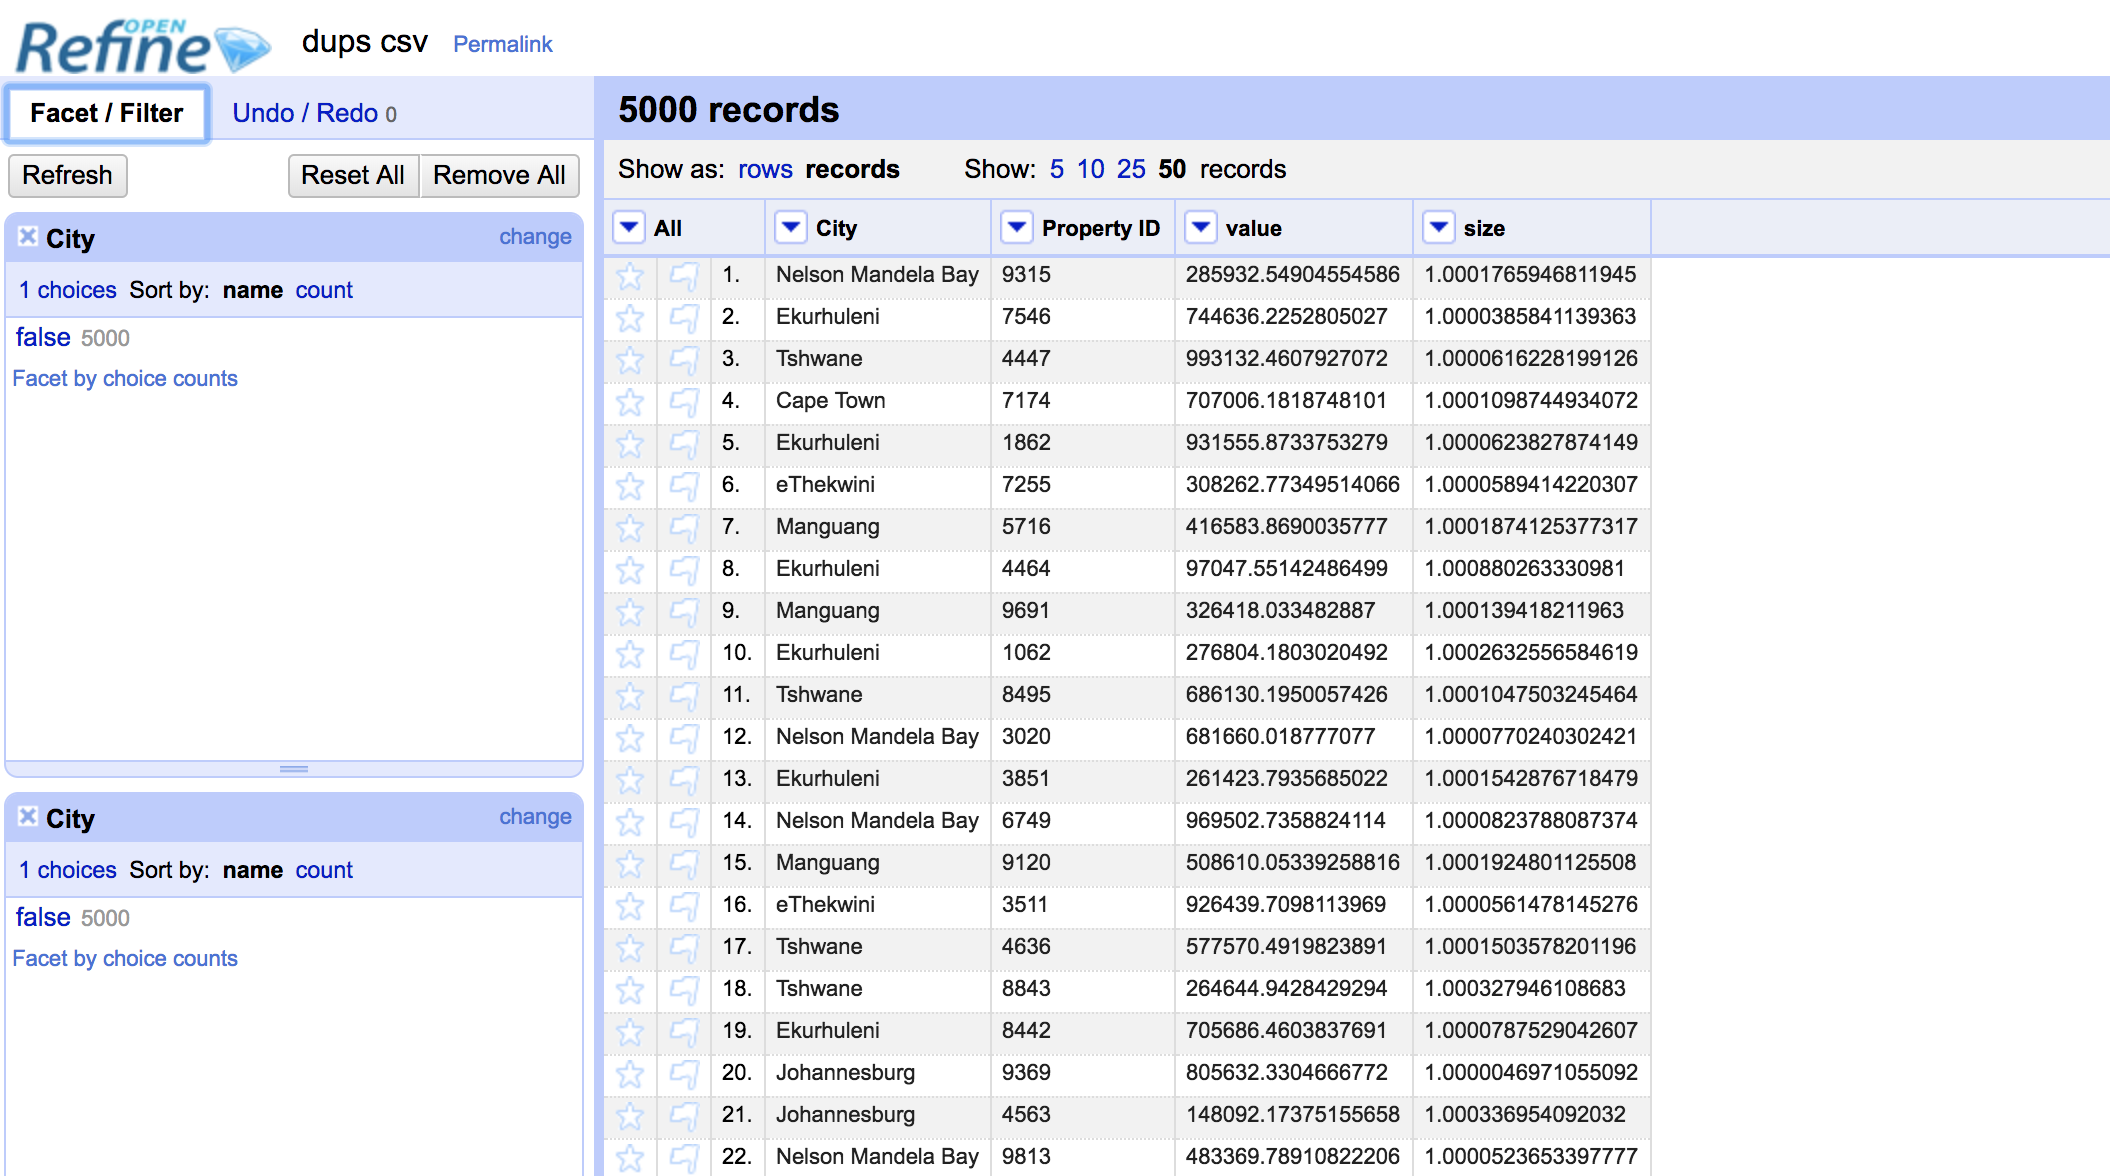 OPEN
Refine dups csv Permalink
Facet / Filter Undo / Redo 0
Refresh Reset All Remove All
City change
1 choices Sort by: name count
false 5000
Facet by choice counts
City change
1 choices Sort by: name count
false 5000
Facet by choice counts
5000 records
Show as: rows records Show: 5 10 25 50 records
All City Property ID value size
1. Nelson Mandela Bay 9315 285932.54904554586 1.0001765946811945
2. Ekurhuleni 7546 744636.2252805027 1.0000385841139363
3. Tshwane 4447 993132.4607927072 1.0000616228199126
4. Cape Town 7174 707006.1818748101 1.0001098744934072
5. Ekurhuleni 1862 931555.8733753279 1.0000623827874149
6. eThekwini 7255 308262.77349514066 1.0000589414220307
7. Manguang 5716 416583.8690035777 1.0001874125377317
8. Ekurhuleni 4464 97047.55142486499 1.000880263330981
9. Manguang 9691 326418.033482887 1.000139418211963
10. Ekurhuleni 1062 276804.1803020492 1.0002632556584619
11. Tshwane 8495 686130.1950057426 1.0001047503245464
12. Nelson Mandela Bay 3020 681660.018777077 1.0000770240302421
13. Ekurhuleni 3851 261423.7935685022 1.0001542876718479
14. Nelson Mandela Bay 6749 969502.7358824114 1.0000823788087374
15. Manguang 9120 508610.05339258816 1.0001924801125508
16. eThekwini 3511 926439.7098113969 1.0000561478145276
17. Tshwane 4636 577570.4919823891 1.0001503578201196
18. Tshwane 8843 264644.9428429294 1.000327946108683
19. Ekurhuleni 8442 705686.4603837691 1.0000787529042607
20. Johannesburg 9369 805632.3304666772 1.0000046971055092
21. Johannesburg 4563 148092.17375155658 1.000336954092032
22. Nelson Mandela Bay 9813 483369.78910822206 1.0000523653397777